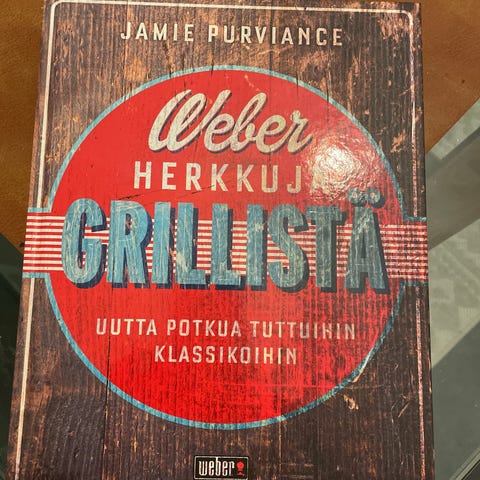 JAMIE PURVIANCE
Weber
HERKKUJA
GRILLISTÄ
UUTTA POTKUA TUTTUIHIN
KLASSIKOIHIN
weber